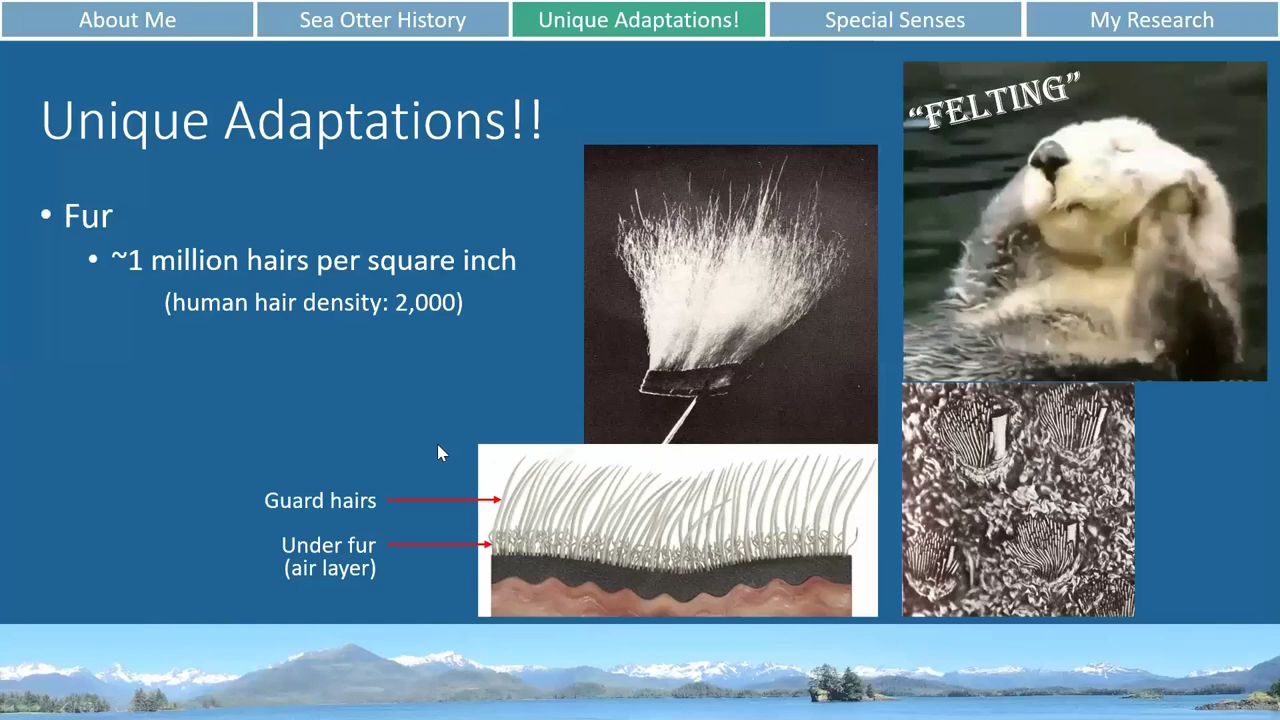 About Me
Sea Otter History
Unique Adaptations!
Special Senses
My Research
Unique Adaptations!!
• Fur
• ~1 million hairs per square inch
(human hair density: 2,000)
"FELTING"
Guard hairs
Under fur
(air layer)